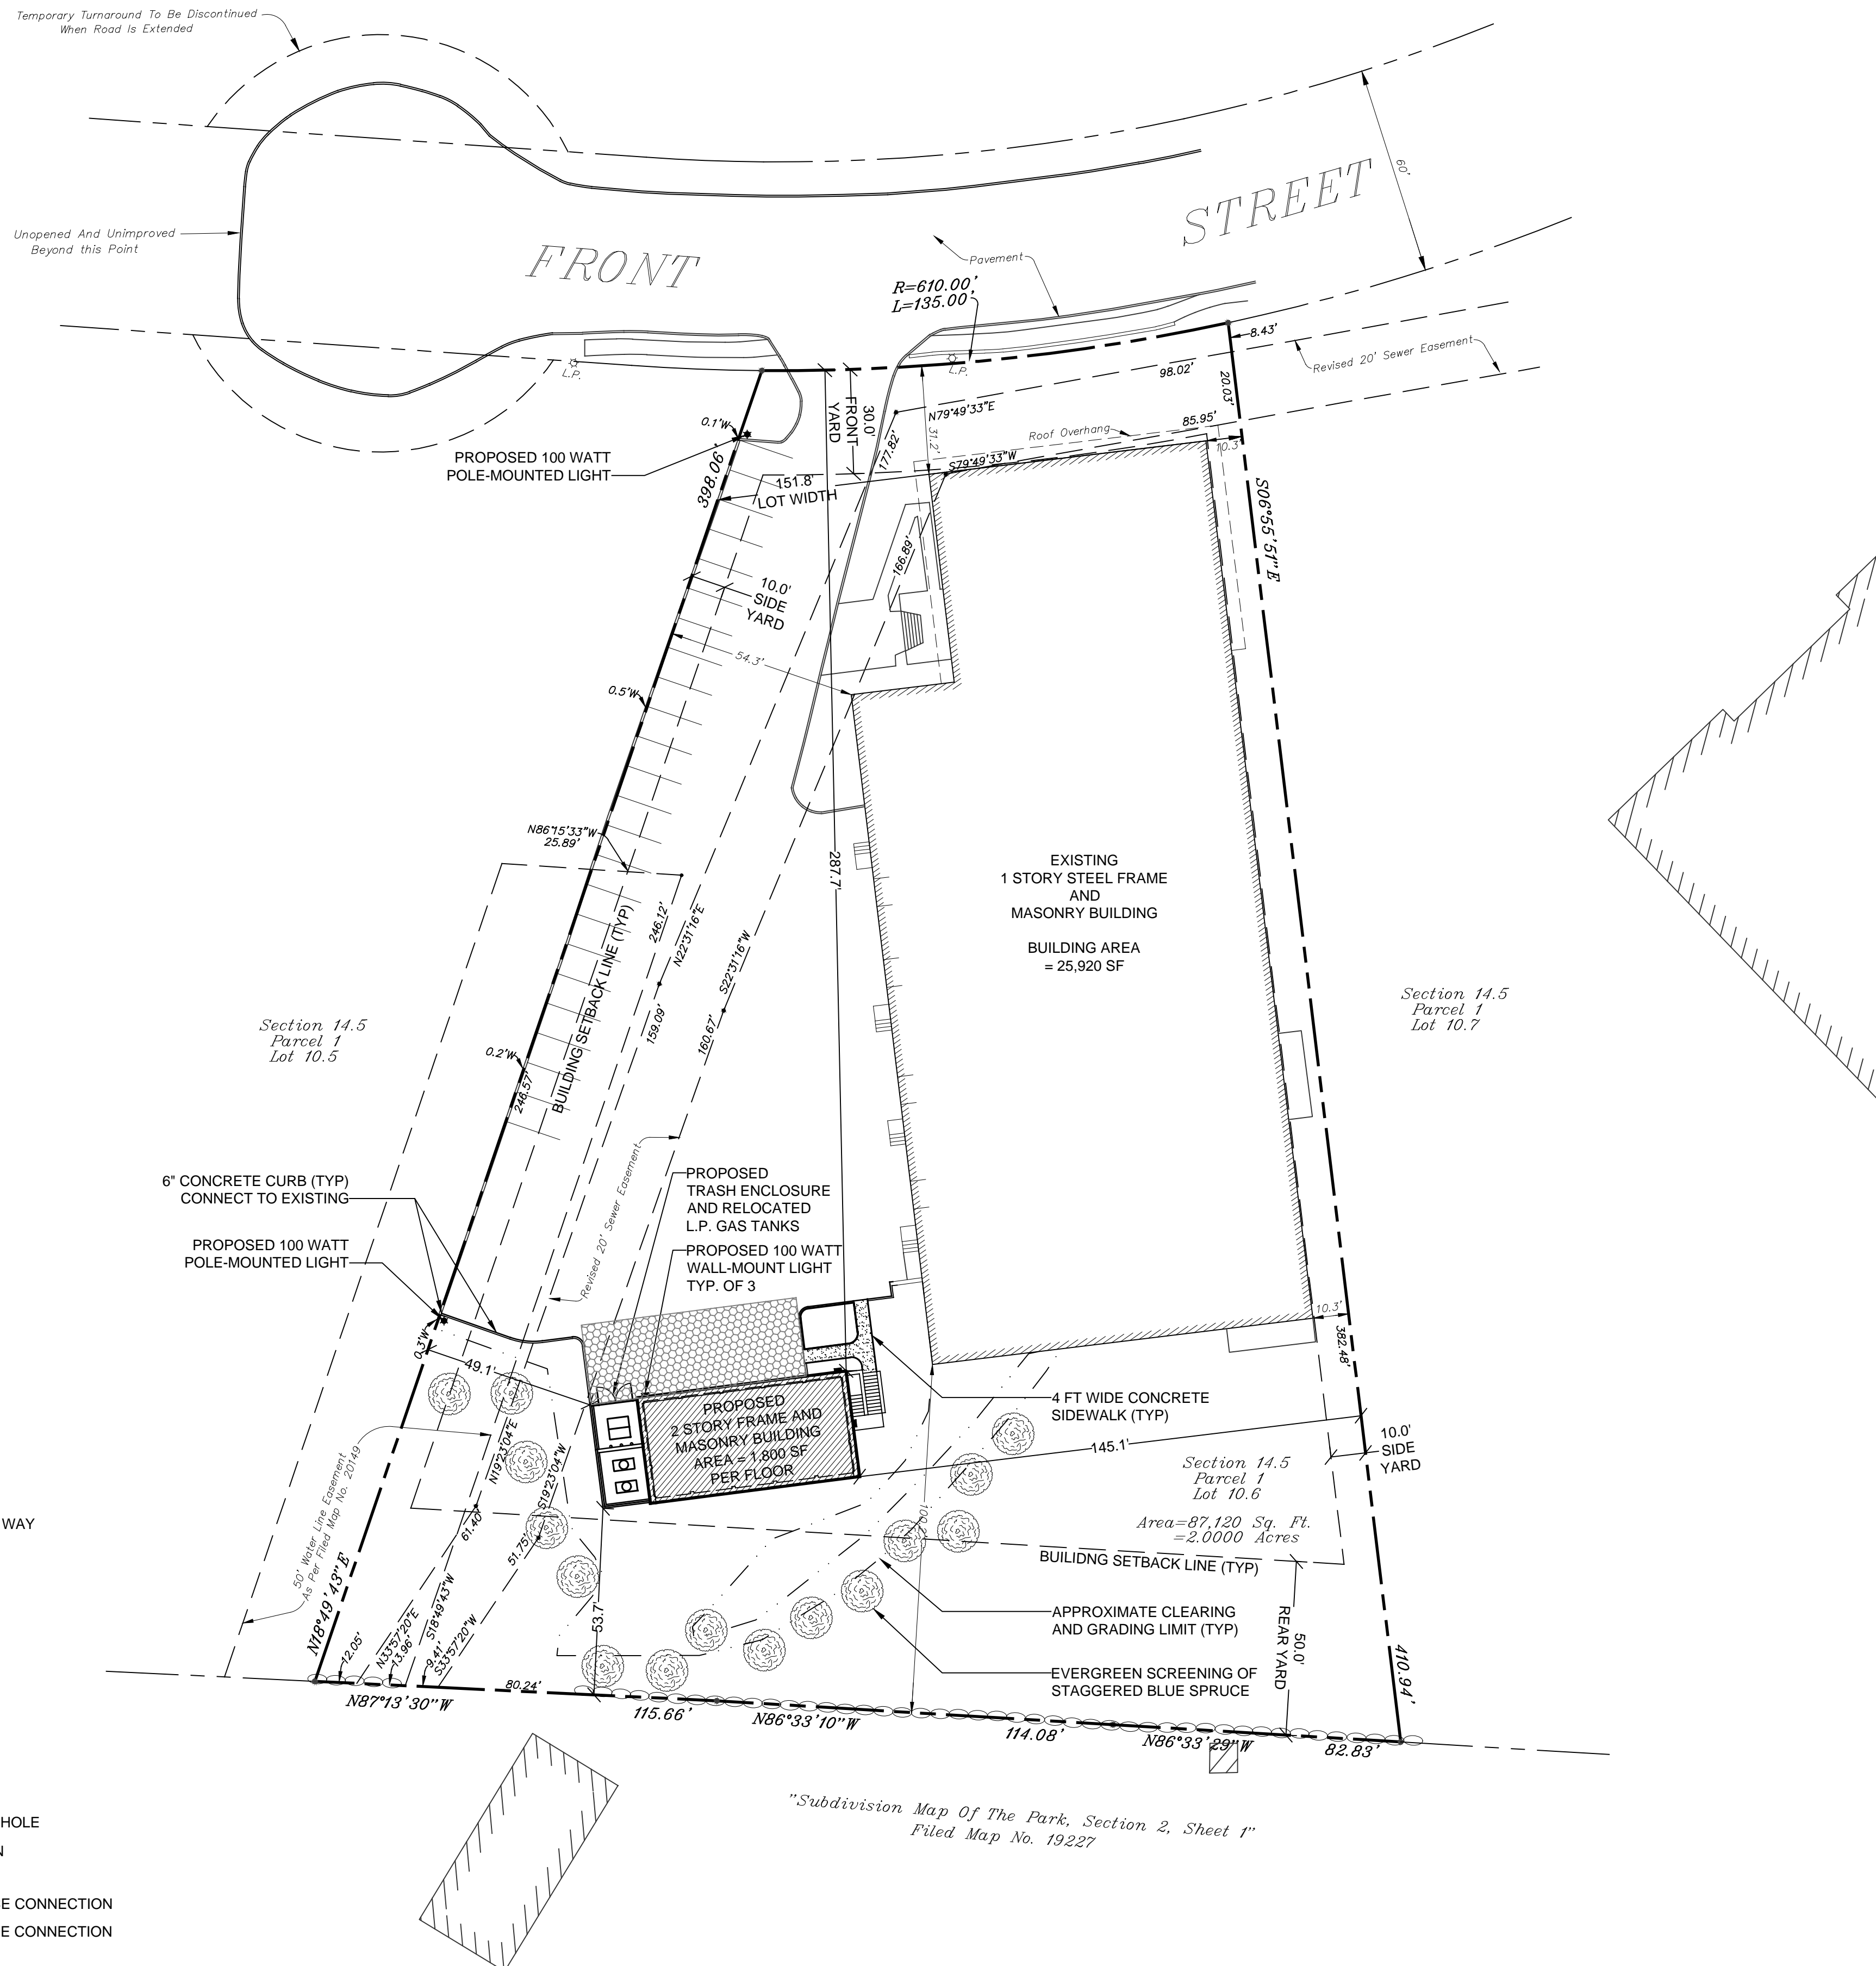 Temporary Turnaround To Be Discontinued
When Road Is Extended
Unopened And Unimproved
Beyond this Point
FRONT
STREET
60'
Pavement
R=610.00'
L=135.00'
L.P.
L.P.
8.43'
Revised 20' Sewer Easement
98.02'
20.03'
N79°49'33"E
85.95'
Roof Overhang
10.3'
S79°49'33"W
31.2'
177.82'
30.0'
FRONT
YARD
0.1'W
PROPOSED 100 WATT
POLE-MOUNTED LIGHT
398.06'
151.8'
LOT WIDTH
S06°55'51"E
166.89'
10.0'
SIDE
YARD
54.3'
0.5'W
N86°15'33"W
25.89'
287.7'
EXISTING
1 STORY STEEL FRAME
AND
MASONRY BUILDING
BUILDING AREA
= 25,920 SF
246.12'
N22°31'16"E
S22°31'16"W
BUILDING SETBACK LINE (TYP)
159.09'
160.67'
Section 14.5
Parcel 1
Lot 10.5
Section 14.5
Parcel 1
Lot 10.7
0.2'W
246.57'
6" CONCRETE CURB (TYP)
CONNECT TO EXISTING
PROPOSED 100 WATT
POLE-MOUNTED LIGHT
Revised 20' Sewer Easement
PROPOSED
TRASH ENCLOSURE
AND RELOCATED
L.P. GAS TANKS
PROPOSED 100 WATT
WALL-MOUNT LIGHT
TYP. OF 3
0.3'W
49.1'
10.3'
382.48'
PROPOSED
2 STORY FRAME AND
MASONRY BUILDING
AREA = 1,800 SF
PER FLOOR
4 FT WIDE CONCRETE
SIDEWALK (TYP)
145.1'
10.0'
SIDE
YARD
Section 14.5
Parcel 1
Lot 10.6
Area=87,120 Sq. Ft.
=2.0000 Acres
BUILIDNG SETBACK LINE (TYP)
N19°23'04"E
S19°23'04"W
50' Water Line Easement
As Per Filed Map No. 20149
WAY
61.40'
51.75'
100.2'
N18°49'43"E
N33°57'20"E
S18°49'43"W
S33°57'20"W
12.05'
13.96'
9.41'
53.7'
APPROXIMATE CLEARING
AND GRADING LIMIT (TYP)
EVERGREEN SCREENING OF
STAGGERED BLUE SPRUCE
50.0'
REAR YARD
410.94'
80.24'
N87°13'30"W
115.66'
N86°33'10"W
114.08'
N86°33'29"W
82.83'
"Subdivision Map Of The Park, Section 2, Sheet 1"
Filed Map No. 19227
HOLE
N
E CONNECTION
E CONNECTION